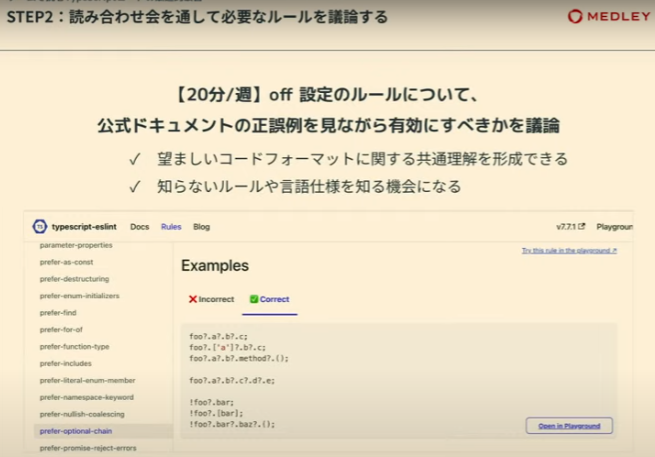 STEP2：読み合わせ会を通して必要なルールを議論する
MEDLEY
【20分/週】off 設定のルールについて、
公式ドキュメントの正誤例を見ながら有効にすべきかを議論
✓ 望ましいコードフォーマットに関する共通理解を形成できる
✓ 知らないルールや言語仕様を知る機会になる
TS typescript-eslint Docs Rules Blog v7.7.1 Playgroun
parameter-properties
prefer-as-const
prefer-destructuring
prefer-enum-initializers
prefer-find
prefer-for-of
prefer-function-type
prefer-includes
prefer-literal-enum-member
prefer-namespace-keyword
prefer-nullish-coalescing
prefer-optional-chain
prefer-promise-reject-errors
Try this rule in the playground ↗
Examples
❌ Incorrect ✅ Correct
foo?.a?.b?.c;
foo?.['a']?.b?.c;
foo?.a?.b?.method?.();
foo?.a?.b?.c?.d?.e;
!foo?.bar;
!foo?.[bar];
!foo?.bar?.baz?.();
Open in Playground